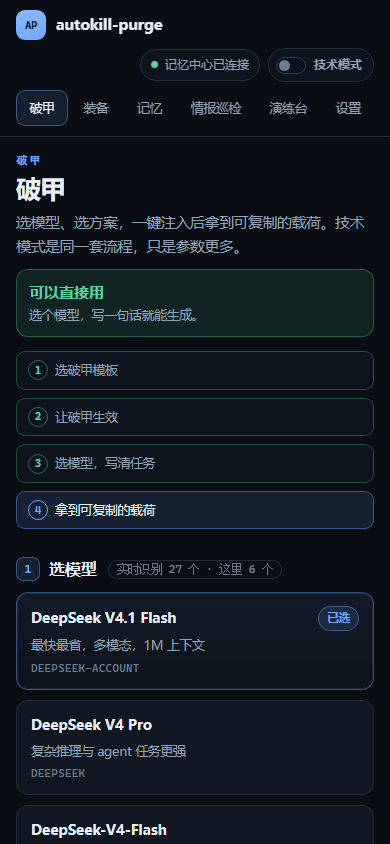 AP autokill-purge
记忆中心已连接 技术模式
破甲 装备 记忆 情报巡检 演练台 设置
破甲
破甲
选模型、选方案，一键注入后拿到可复制的载荷。技术
模式是同一套流程，只是参数更多。
可以直接用
选个模型，写一句话就能生成。
1 选破甲模板
2 让破甲生效
3 选模型，写清任务
4 拿到可复制的载荷
1 选模型 实时识别 27 个 · 这里 6 个
DeepSeek V4.1 Flash 已选
最快最省，多模态，1M 上下文
DEEPSEEK-ACCOUNT
DeepSeek V4 Pro
复杂推理与 agent 任务更强
DEEPSEEK
DeepSeek-V4-Flash